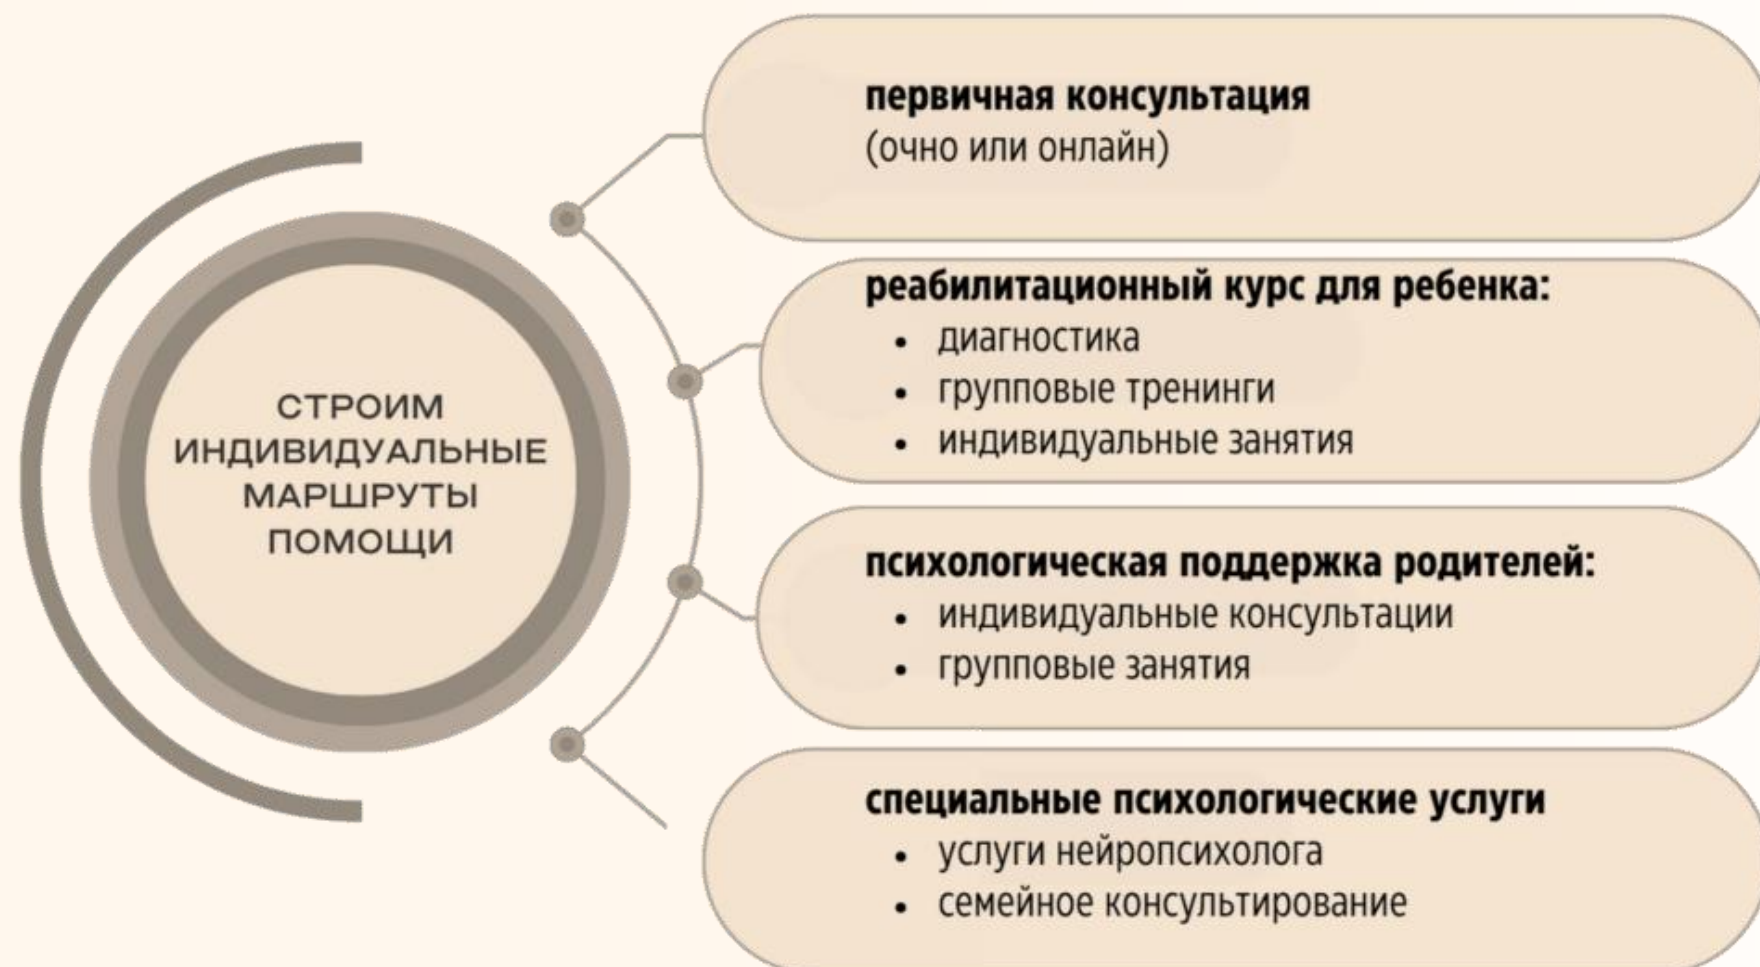 СТРОИМ
ИНДИВИДУАЛЬНЫЕ
МАРШРУТЫ
ПОМОЩИ
первичная консультация
(очно или онлайн)
реабилитационный курс для ребенка:
• диагностика
• групповые тренинги
• индивидуальные занятия
психологическая поддержка родителей:
• индивидуальные консультации
• групповые занятия
специальные психологические услуги
• услуги нейропсихолога
• семейное консультирование